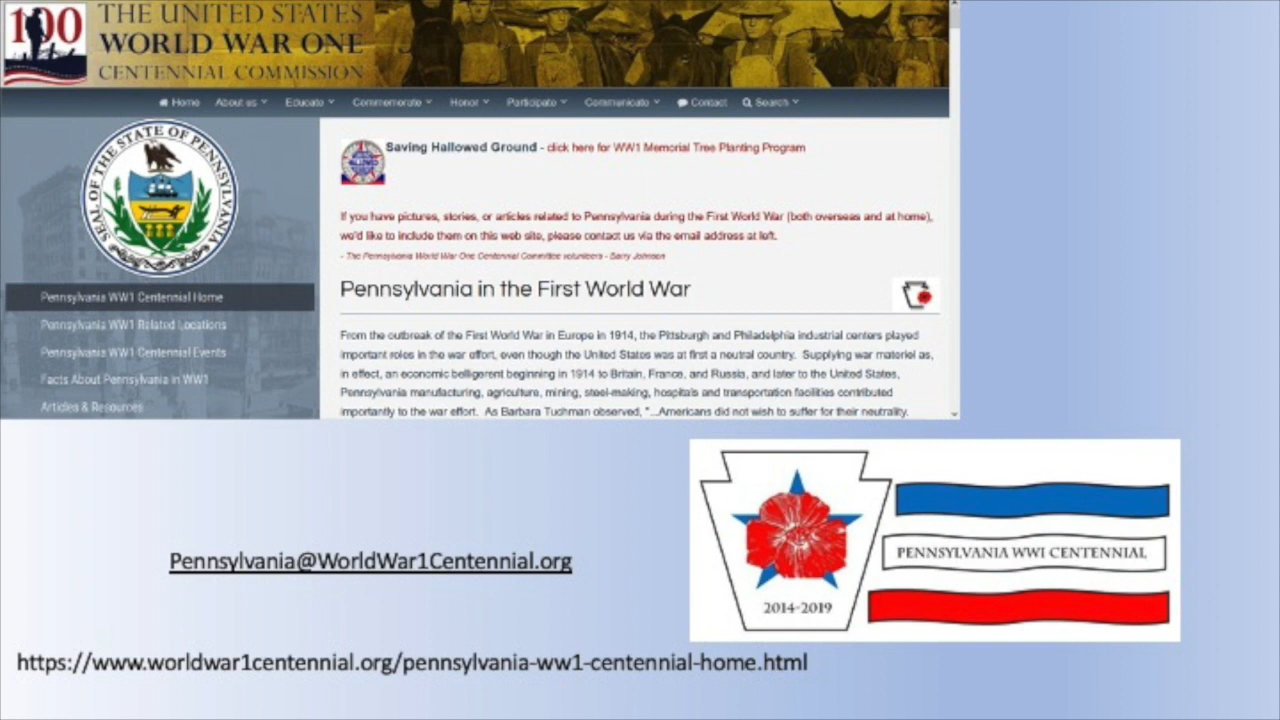 100
THE UNITED STATES
WORLD WAR ONE
CENTENNIAL COMMISSION
Home About us Educate Commemorate Honor Participate Communicate Contact Search
SEAL OF THE STATE OF PENNSYLVANIA
Saving Hallowed Ground - click here for WW1 Memorial Tree Planting Program
If you have pictures, stories, or articles related to Pennsylvania during the First World War (both overseas and at home),
we'd like to include them on this web site, please contact us via the email address at left.
- The Pennsylvania World War One Centennial Committee volunteers - Barry Johnson
Pennsylvania WW1 Centennial Home
Pennsylvania WW1 Related Locations
Pennsylvania WW1 Centennial Events
Facts About Pennsylvania in WW1
Articles & Resources
Pennsylvania in the First World War
From the outbreak of the First World War in Europe in 1914, the Pittsburgh and Philadelphia industrial centers played
important roles in the war effort, even though the United States was at first a neutral country. Supplying war materiel as,
in effect, an economic belligerent beginning in 1914 to Britain, France, and Russia, and later to the United States,
Pennsylvania manufacturing, agriculture, mining, steel-making, hospitals and transportation facilities contributed
importantly to the war effort. As Barbara Tuchman observed, "...Americans did not wish to suffer for their neutrality.
PENNSYLVANIA WWI CENTENNIAL
2014-2019
Pennsylvania@WorldWar1Centennial.org
https://www.worldwar1centennial.org/pennsylvania-ww1-centennial-home.html